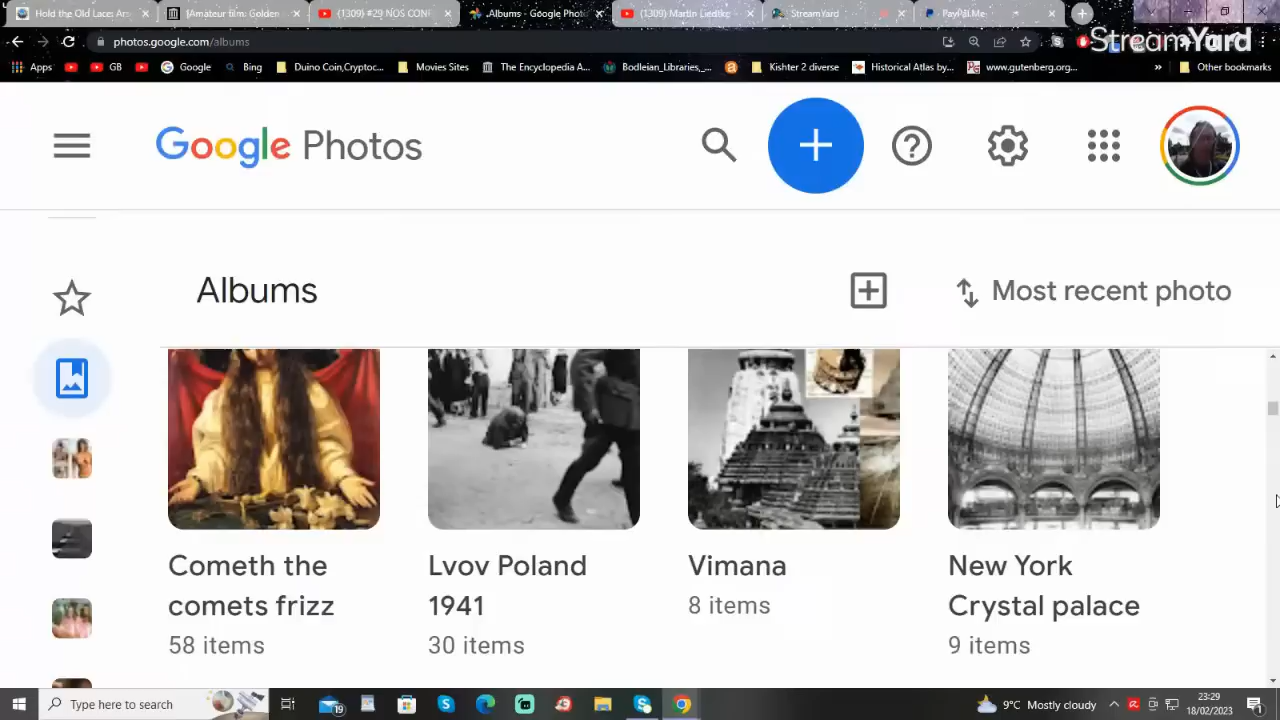 Hold the Old Lace: Ar
[Amateur film: Golden
(1309) #29 NOS CONF
Albums - Google Photo
(1309) Martin Liedtke -
StreamYard
PayPal.Me
photos.google.com/albums
StreamYard
Apps
GB
Google
Bing
Duino Coin,Cryptoc...
Movies Sites
The Encyclopedia A...
Bodleian_Libraries,_...
Kishter 2 diverse
Historical Atlas by...
www.gutenberg.org...
»
Other bookmarks
Google Photos
Albums
Most recent photo
Cometh the
comets frizz
58 items
Lvov Poland
1941
30 items
Vimana
8 items
New York
Crystal palace
9 items
Type here to search
19
9°C Mostly cloudy
23:29
18/02/2023
1